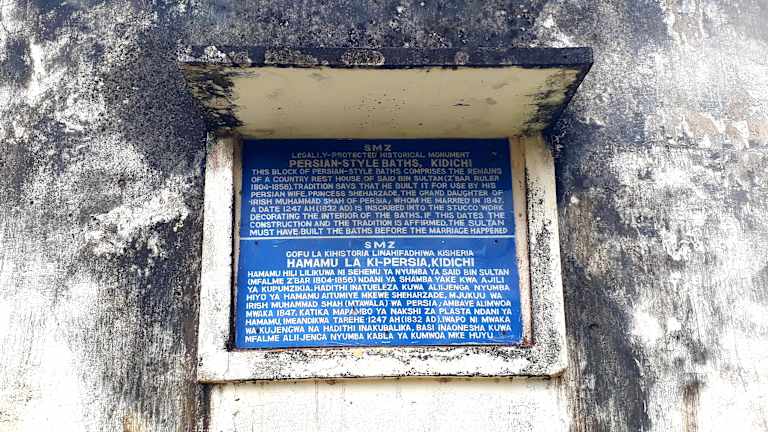 SMZ
LEGALLY-PROTECTED HISTORICAL MONUMENT
PERSIAN-STYLE BATHS, KIDICHI
THIS BLOCK OF PERSIAN-STYLE BATHS COMPRISES THE REMAINS
OF A COUNTRY REST HOUSE OF SAID BIN SULTAN (Z'BAR RULER
1804-1856). TRADITION SAYS THAT HE BUILT IT FOR USE BY HIS
PERSIAN WIFE, PRINCESS SHEHARZADE, THE GRAND DAUGHTER OF
'IRISH MUHAMMAD SHAH OF PERSIA', WHOM HE MARRIED IN 1847.
A DATE 1247 AH (1832 AD) IS INSCRIBED INTO THE STUCCO WORK
DECORATING THE INTERIOR OF THE BATHS. IF THIS DATES THE
CONSTRUCTION AND THE TRADITION IS AFFIRMED, THE SULTAN
MUST HAVE BUILT THE BATHS BEFORE THE MARRIAGE HAPPENED
SMZ
GOFU LA KIHISTORIA LINAHIFADHIWA KISHERIA
HAMAMU LA KI-PERSIA, KIDICHI
HAMAMU HILI LILIKUWA NI SEHEMU YA NYUMBA YA SAID BIN SULTAN
(MFALME Z'BAR 1804-1856) NDANI YA SHAMBA YAKE KWA AJILI
YA KUPUMZIKIA. HADITHI INATUELEZA KUWA ALIIJENGA NYUMBA
HIYO YA HAMAMU AITUMIYE MKEWE SHEHARZADE, MJUKUU WA
IRISH MUHAMMAD SHAH (MTAWALA) WA PERSIA; AMBAYE ALIMWOA
MWAKA 1847. KATIKA MAPAMBO YA NAKSHI ZA PLASTA NDANI YA
HAMAMU, IMEANDIKWA TAREHE 1247 AH (1832 AD). IWAPO NI MWAKA
WA KUJENGWA NA HADITHI INAKUBALIKA, BASI INAONESHA KUWA
MFALME ALIIJENGA NYUMBA KABLA YA KUMWOA MKE HUYU.